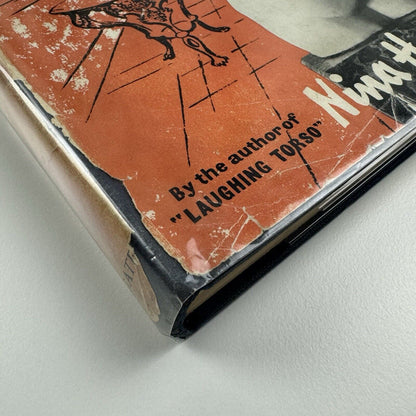 Nina H
By the author of
"LAUGHING TORSO"